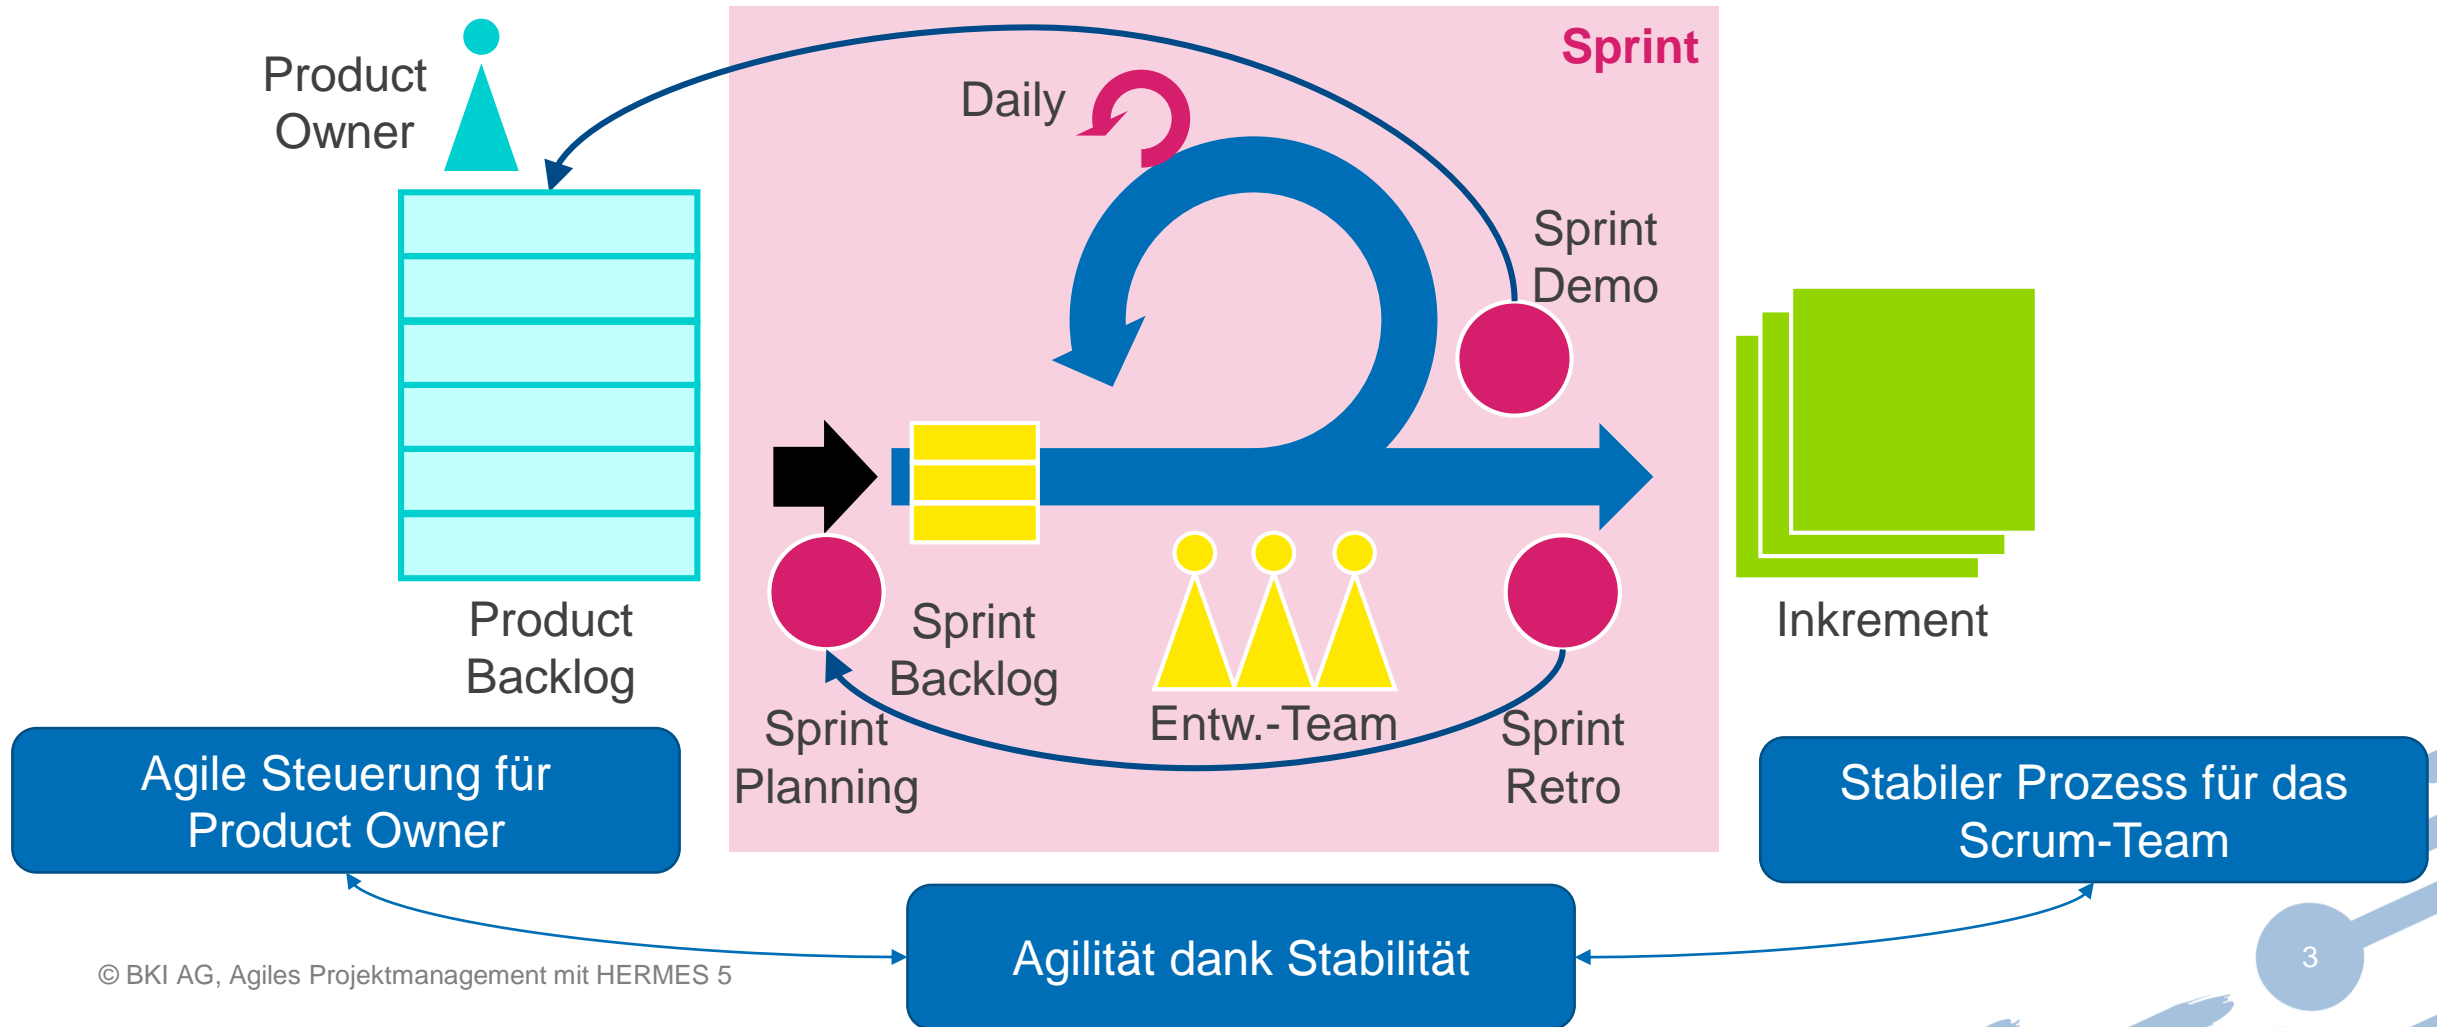 Sprint
Product
Owner
Daily
Sprint
Demo
Product
Backlog
Sprint
Backlog
Sprint
Planning
Entw.-Team
Sprint
Retro
Inkrement
Agile Steuerung für
Product Owner
Stabiler Prozess für das
Scrum-Team
Agilität dank Stabilität
© BKI AG, Agiles Projektmanagement mit HERMES 5
3